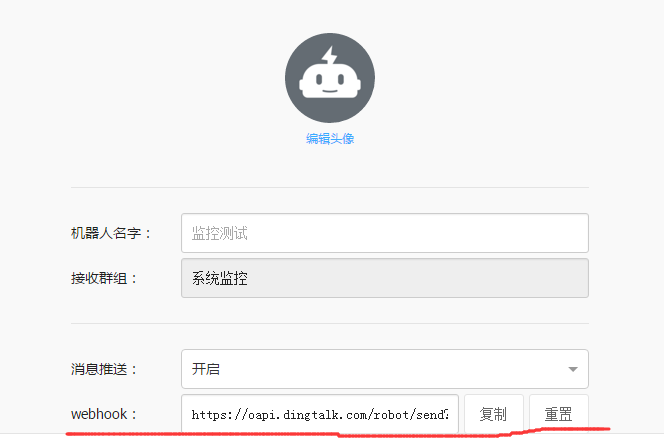 编辑头像
机器人名字： 监控测试
接收群组： 系统监控
消息推送： 开启
webhook： https://oapi.dingtalk.com/robot/send? 复制 重置